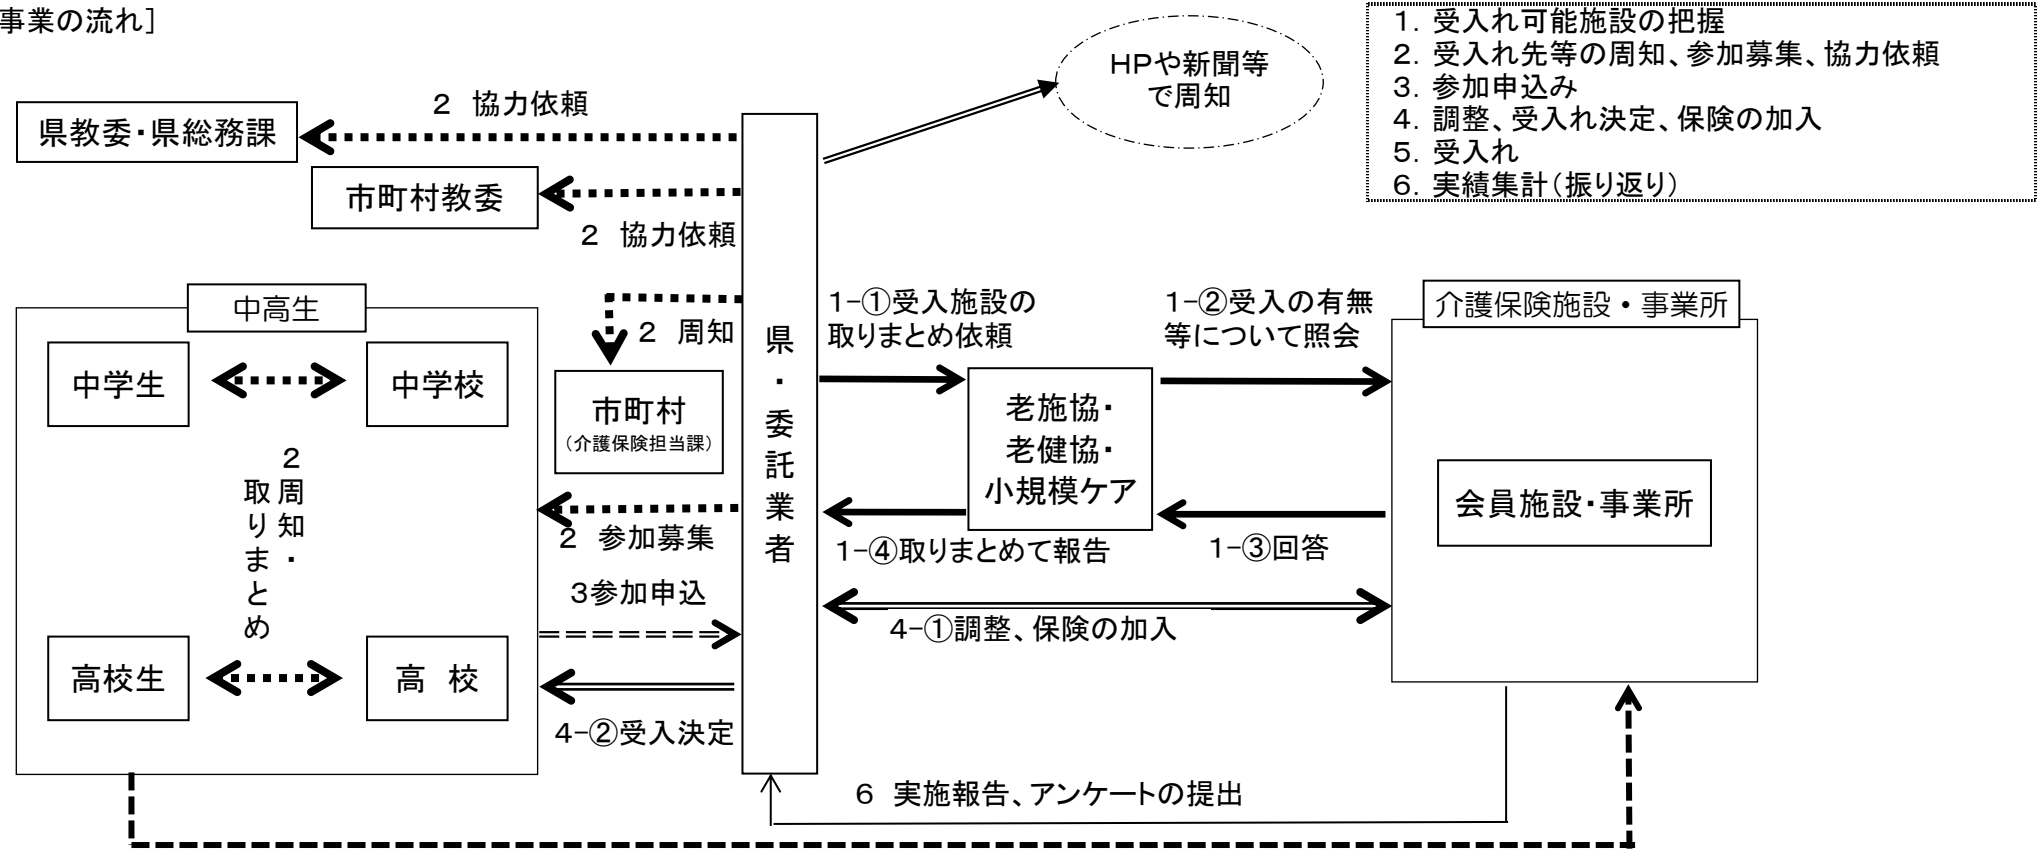 事業の流れ]
HPや新聞等
で周知
1. 受入れ可能施設の把握
2. 受入れ先等の周知、参加募集、協力依頼
3. 参加申込み
4. 調整、受入れ決定、保険の加入
5. 受入れ
6. 実績集計(振り返り)
2 協力依頼
県教委・県総務課
市町村教委
2 協力依頼
中高生
中学生
中学校
2周知・
取りまとめ
高校生
高 校
2 周知
市町村
(介護保険担当課)
2 参加募集
3参加申込
4-②受入決定
県・委託業者
1-①受入施設の
取りまとめ依頼
1-②受入の有無
等について照会
老施協・
老健協・
小規模ケア
1-④取りまとめて報告
1-③回答
4-①調整、保険の加入
介護保険施設・事業所
会員施設・事業所
6 実施報告、アンケートの提出